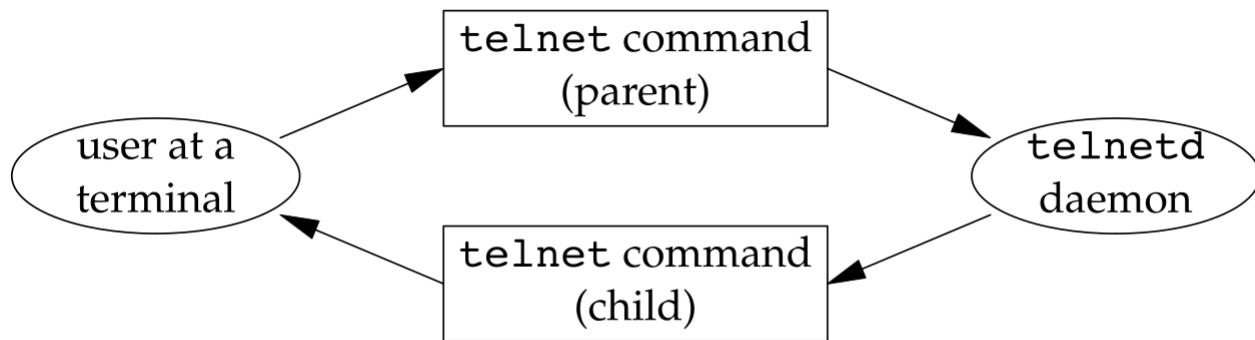 telnet command
(parent)
user at a
terminal
telnetd
daemon
telnet command
(child)